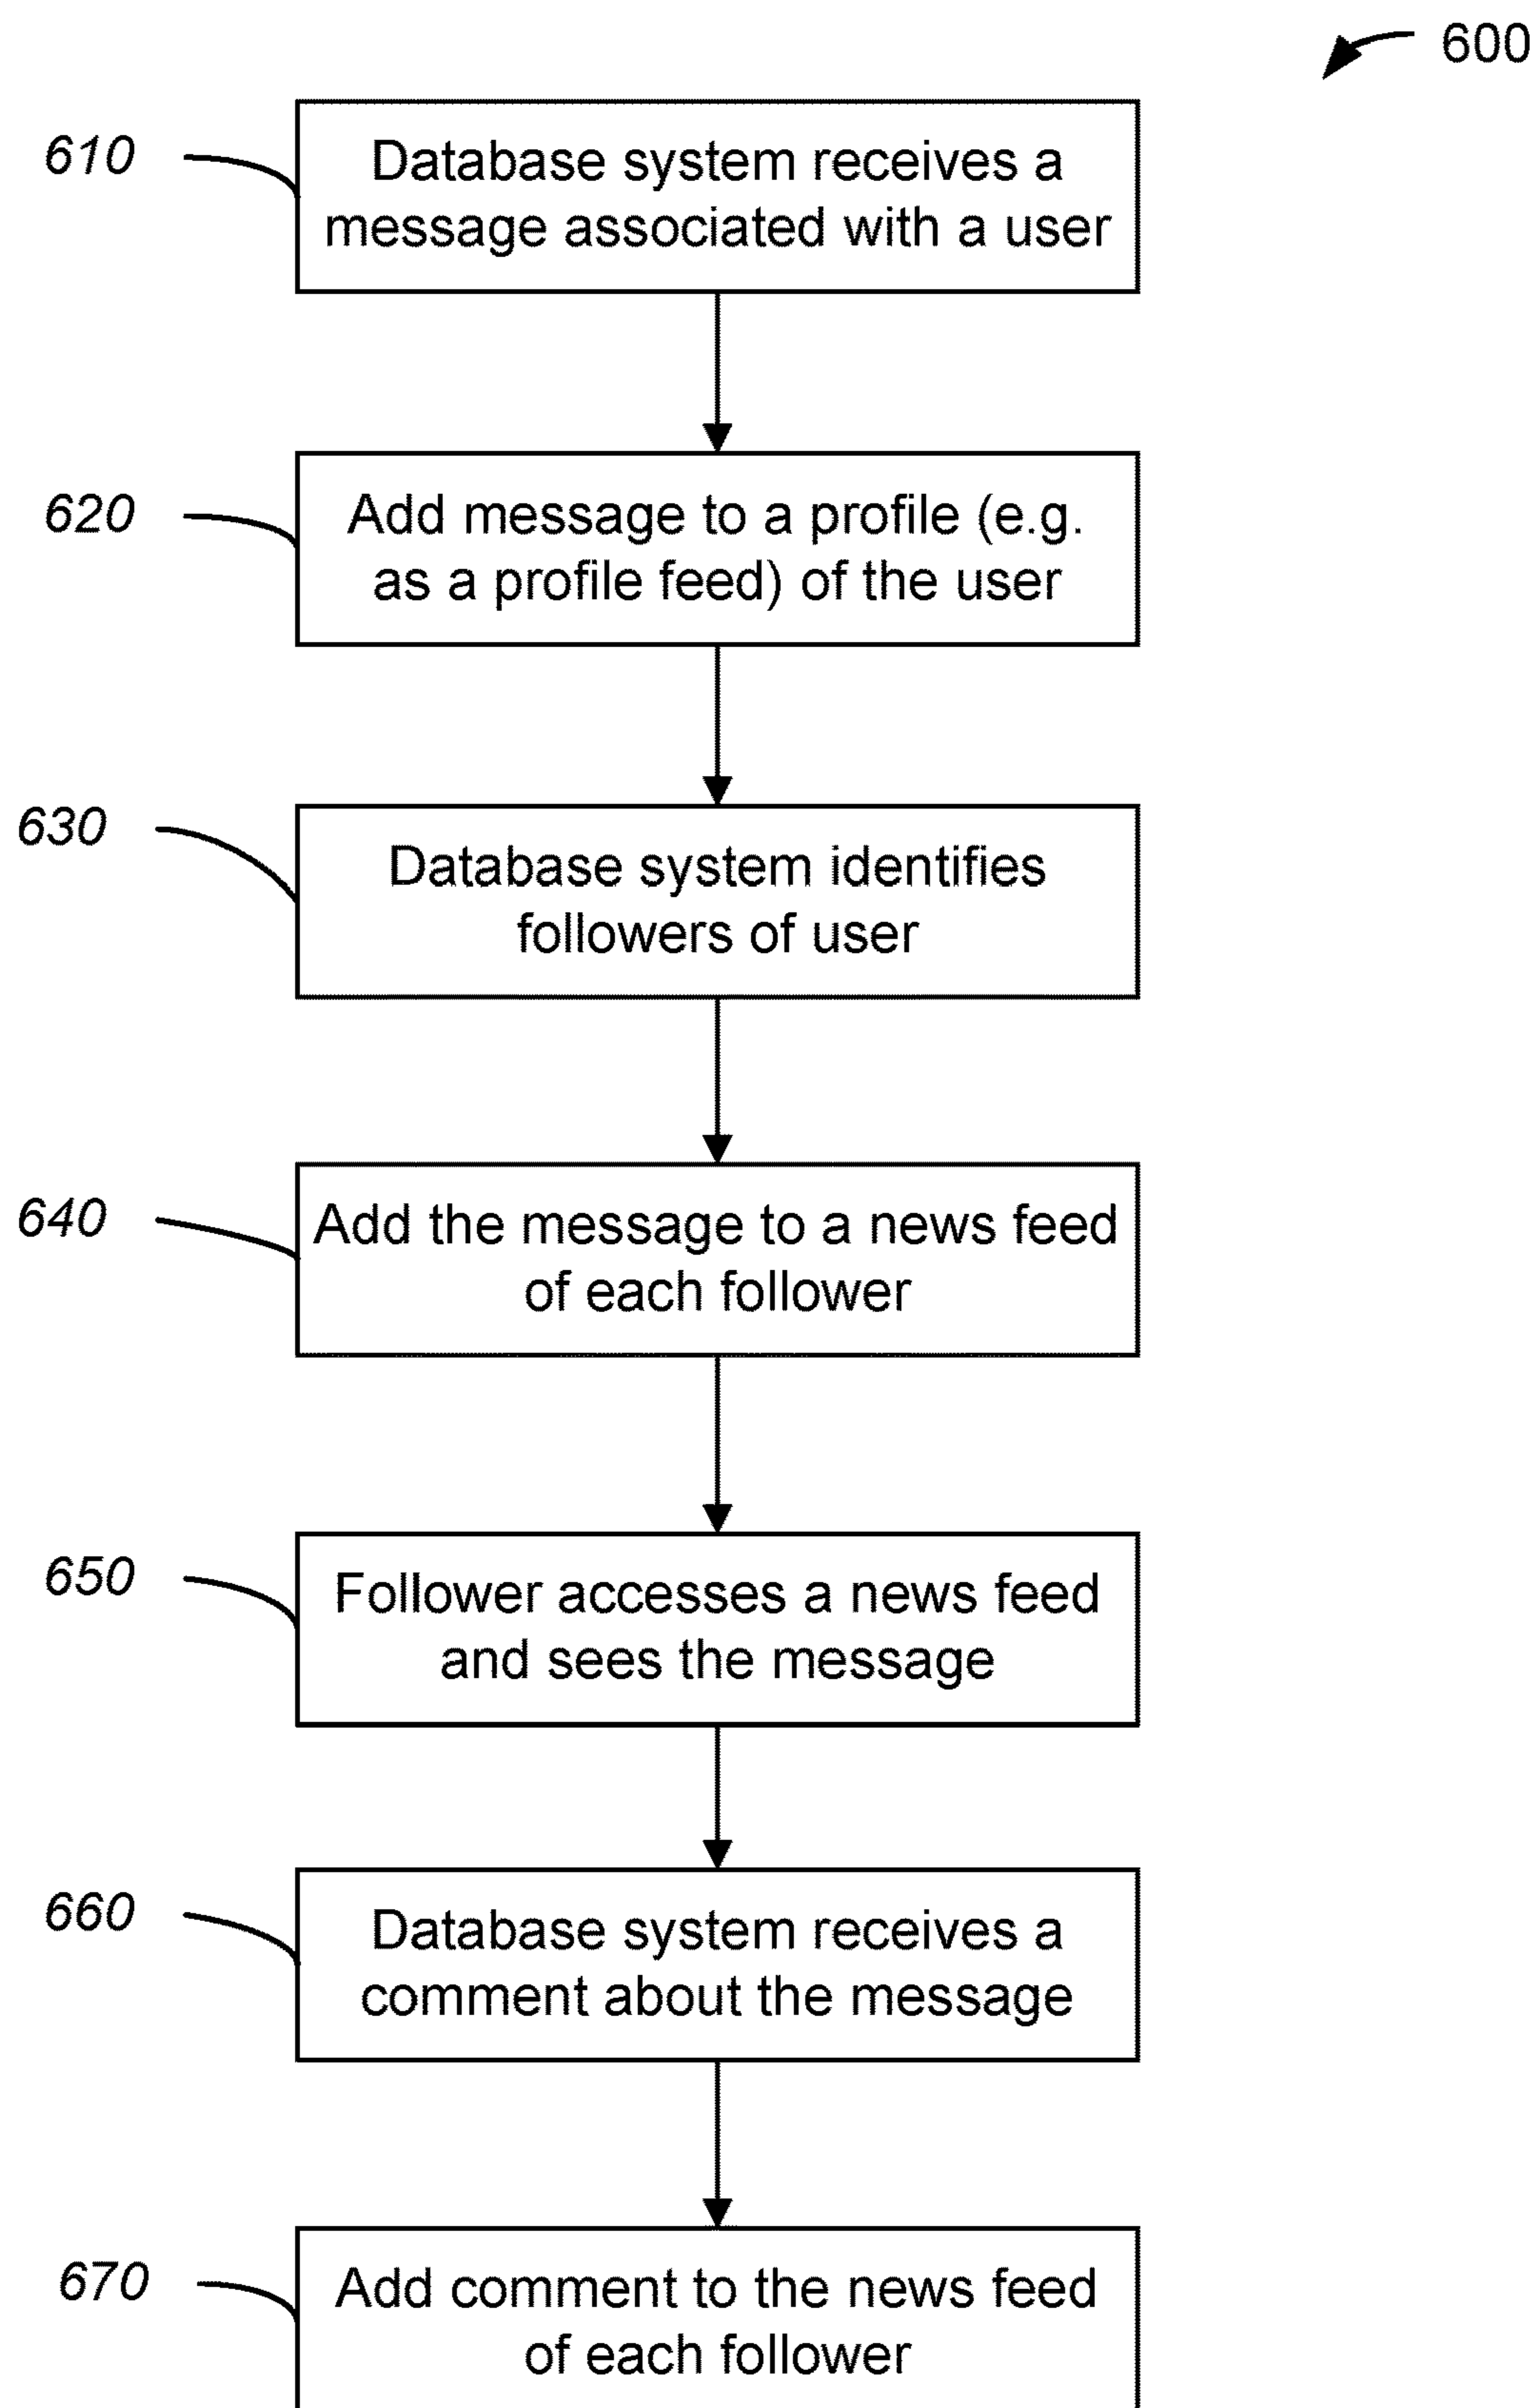 600
610
Database system receives a
message associated with a user
620
Add message to a profile (e.g.
as a profile feed) of the user
630
Database system identifies
followers of user
640
Add the message to a news feed
of each follower
650
Follower accesses a news feed
and sees the message
660
Database system receives a
comment about the message
670
Add comment to the news feed
of each follower